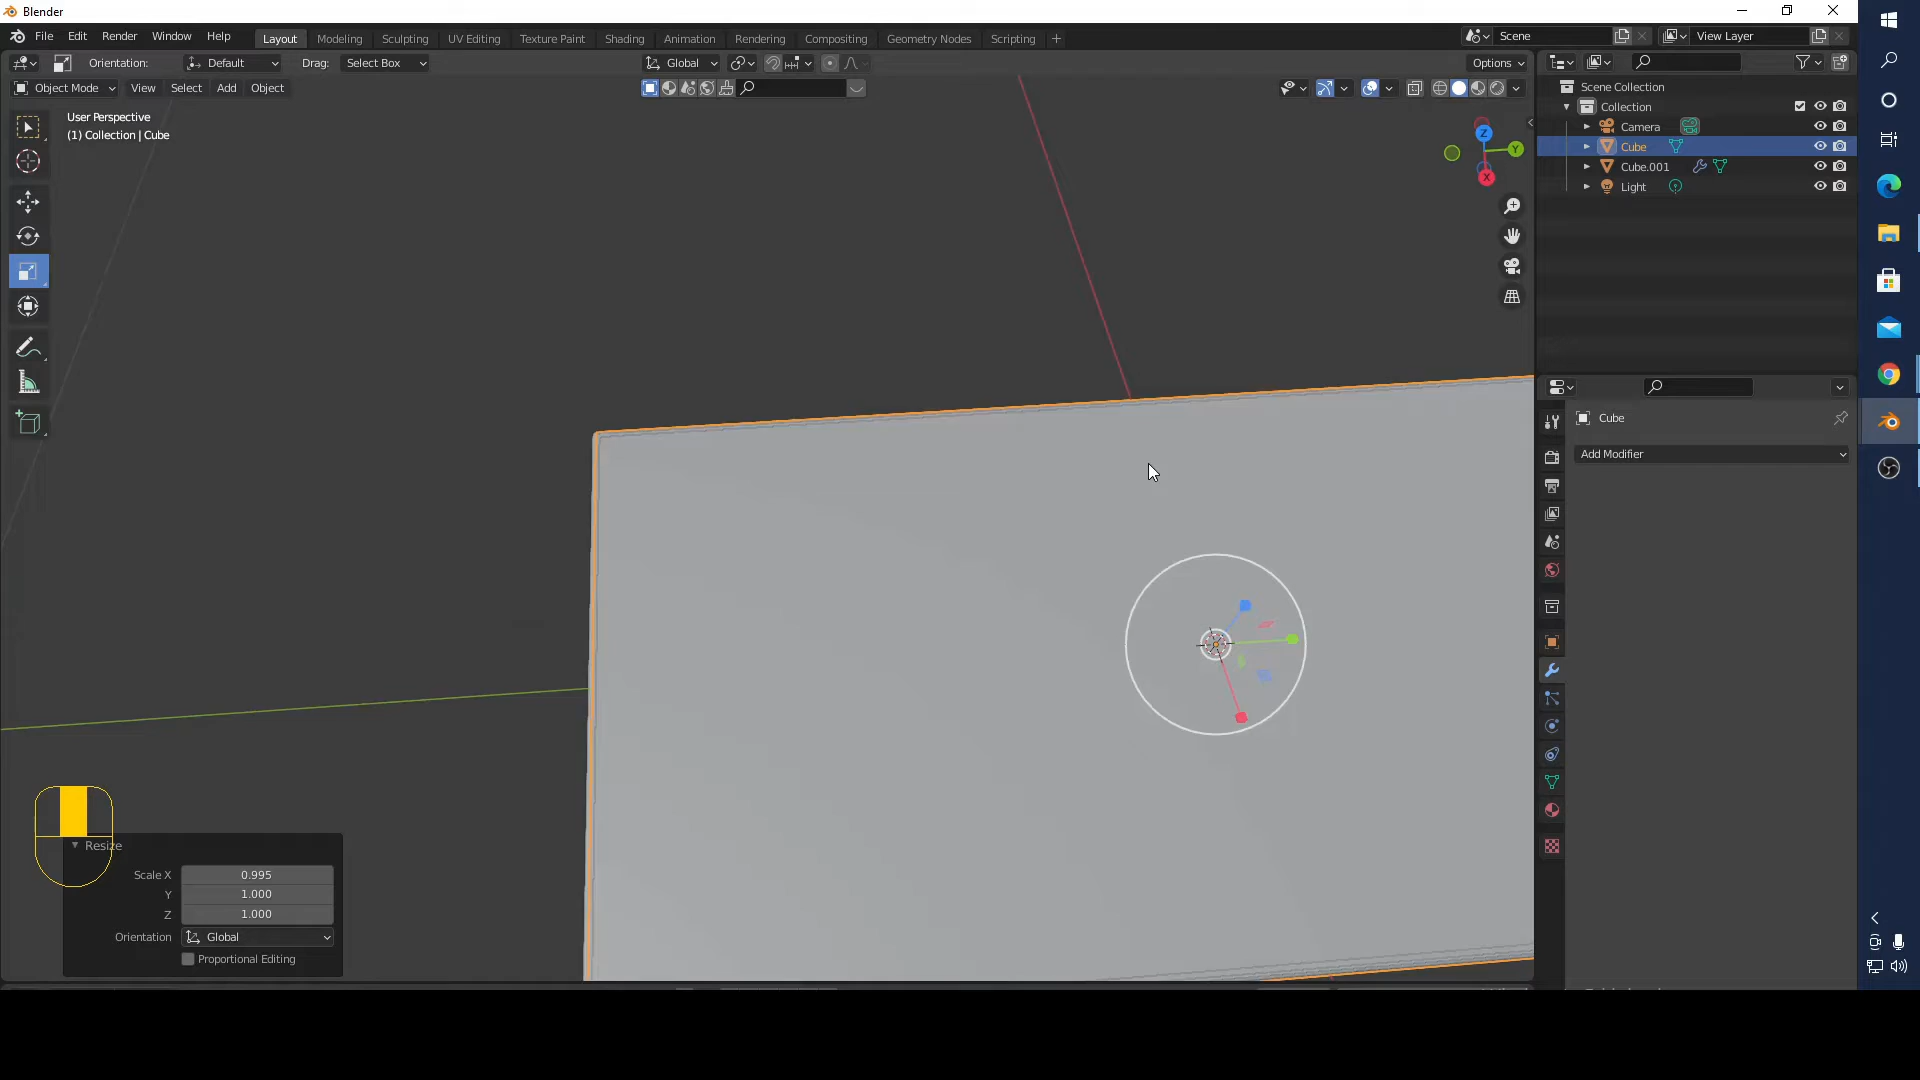 Blender
File Edit Render Window Help
Layout Modeling Sculpting UV Editing Texture Paint Shading Animation Rendering Compositing Geometry Nodes Scripting +
Scene
View Layer
Orientation: Default Drag: Select Box
Global
Options
Object Mode View Select Add Object
User Perspective
(1) Collection | Cube
Z
Y
X
Scene Collection
Collection
Camera
Cube
Cube.001
Light
Cube
Add Modifier
Resize
Scale X 0.995
Y 1.000
Z 1.000
Orientation Global
Proportional Editing